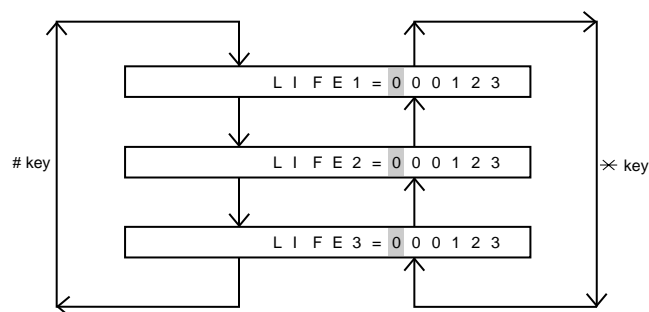 LIFE1=000123
# key
LIFE2=000123
✳ key
LIFE3=000123